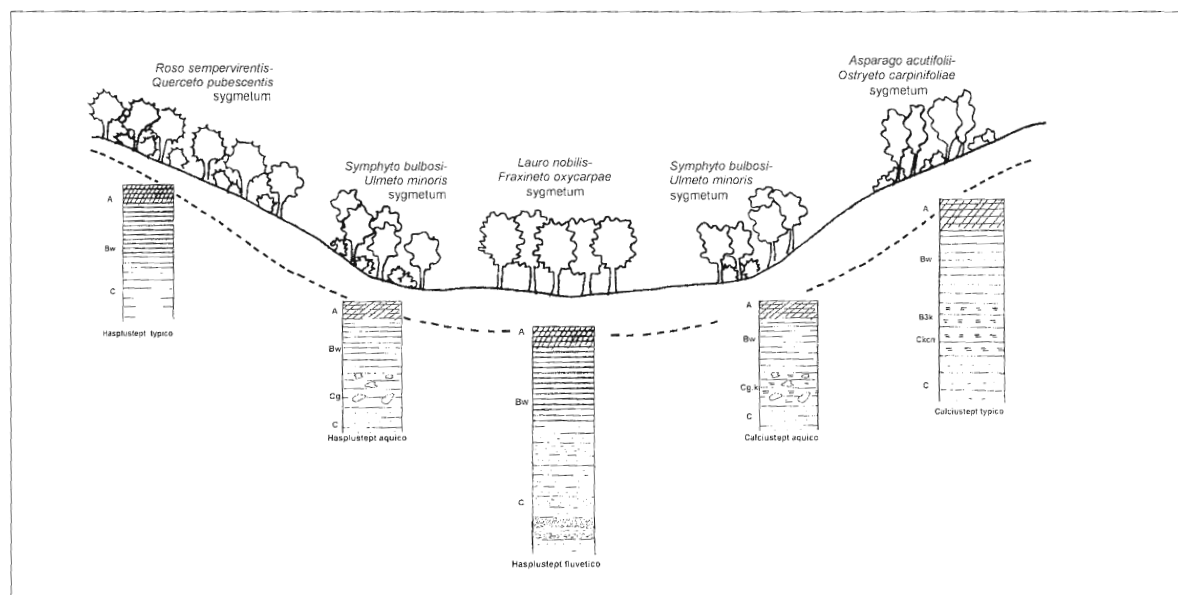 Roso sempervirentis-
Querceto pubescentis
sygmetum
Asparago acutifolii-
Ostryeto carpinifoliae
sygmetum
Symphyto bulbosi-
Ulmeto minoris
sygmetum
Lauro nobilis-
Fraxineto oxycarpae
sygmetum
Symphyto bulbosi-
Ulmeto minoris
sygmetum
A
Bw
C
Hasplustept typico
A
Bw
Cg
C
Hasplustept aquico
A
Bw
C
Hasplustept fluvetico
A
Bw
Cg.k
C
Calciustept aquico
A
Bw
B3k
Ckcn
C
Calciustept typico